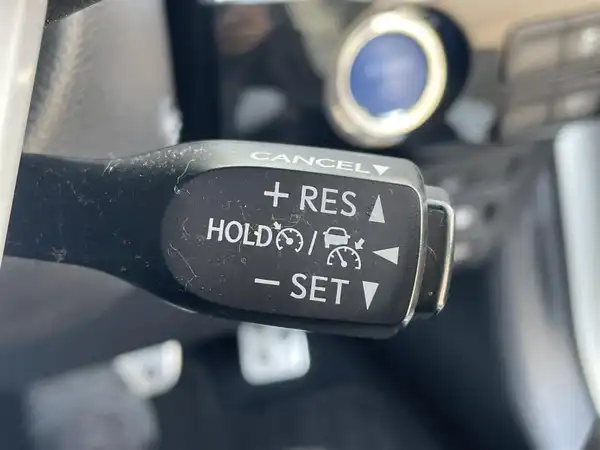 CANCEL▼
+ RES ▲
HOLD / ◀
− SET ▼